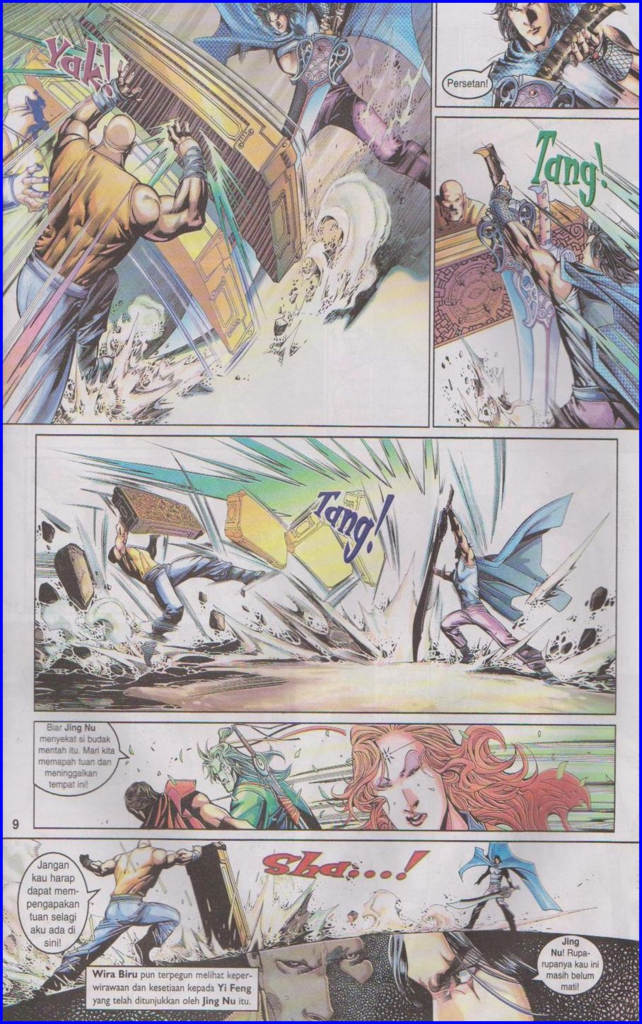 Yak!
Persetan!
Tang!
Tang!
Biar Jing Nu
menyekat si budak
mentah itu. Mari kita
memapah tuan dan
meninggalkan
tempat ini!
9
Jangan
kau harap
dapat mem-
pengapakan
tuan selagi
aku ada di
sini!
Sha...!
Wira Biru pun terpegun melihat keper-
wirawaan dan kesetiaan kepada Yi Feng
yang telah ditunjukkan oleh Jing Nu itu.
Jing
Nu! Rupa-
rupanya kau ini
masih belum
mati!